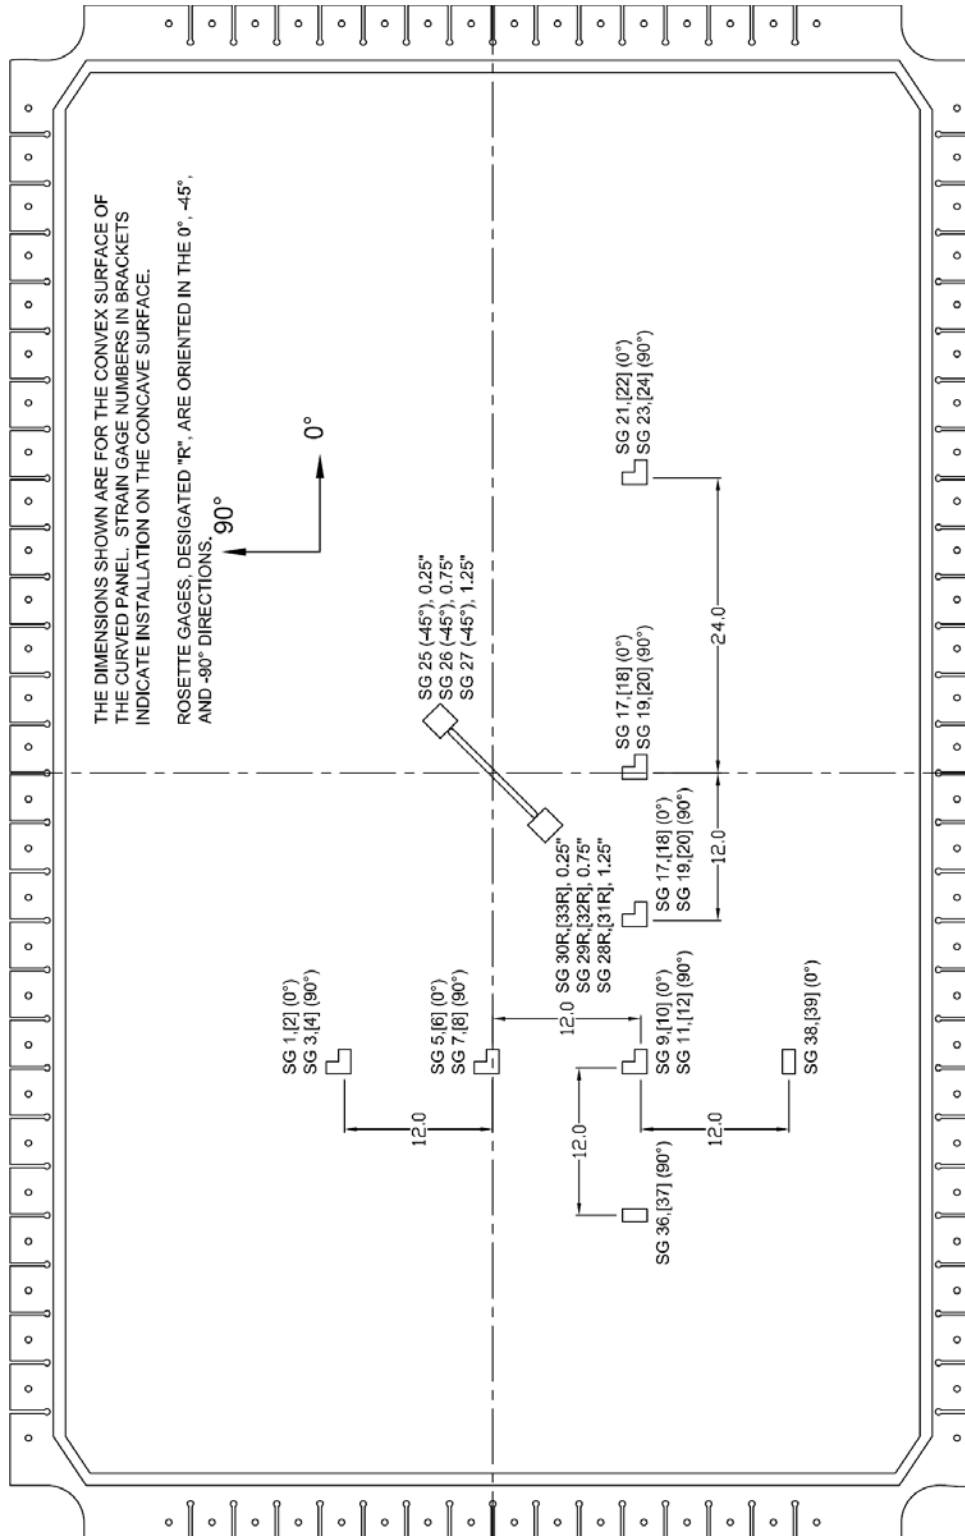 THE DIMENSIONS SHOWN ARE FOR THE CONVEX SURFACE OF
THE CURVED PANEL. STRAIN GAGE NUMBERS IN BRACKETS
INDICATE INSTALLATION ON THE CONCAVE SURFACE.
ROSETTE GAGES, DESIGATED "R", ARE ORIENTED IN THE 0°, -45°,
AND -90° DIRECTIONS.
90°
0°
SG 1,[2] (0°)
SG 3,[4] (90°)
12.0
SG 5,[6] (0°)
SG 7,[8] (90°)
SG 25 (-45°), 0.25"
SG 26 (-45°), 0.75"
SG 27 (-45°), 1.25"
12.0
SG 30R,[33R], 0.25"
SG 29R,[32R], 0.75"
SG 28R,[31R], 1.25"
12.0
SG 36,[37] (90°)
SG 9,[10] (0°)
SG 11,[12] (90°)
SG 17,[18] (0°)
SG 19,[20] (90°)
SG 17,[18] (0°)
SG 19,[20] (90°)
SG 21,[22] (0°)
SG 23,[24] (90°)
12.0
12.0
24.0
SG 38,[39] (0°)